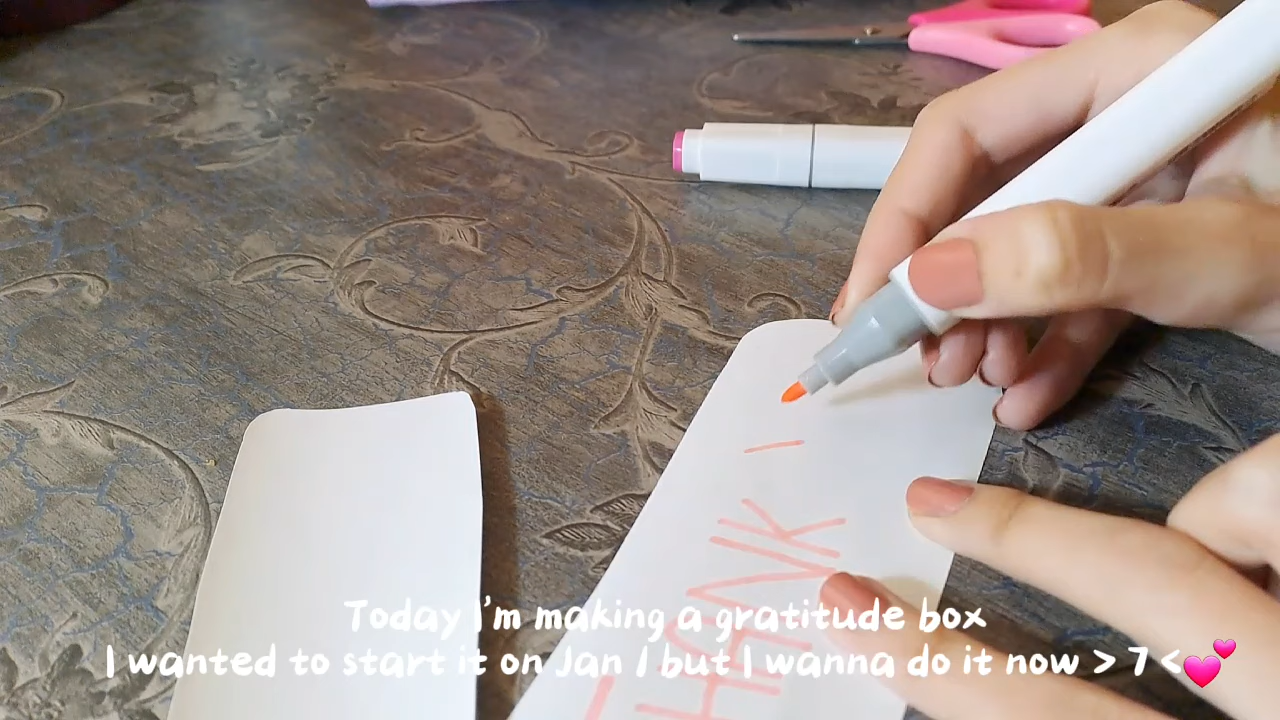 Today I'm making a gratitude box
I wanted to start it on Jan 1 but I wanna do it now > 7 <💕
THANK